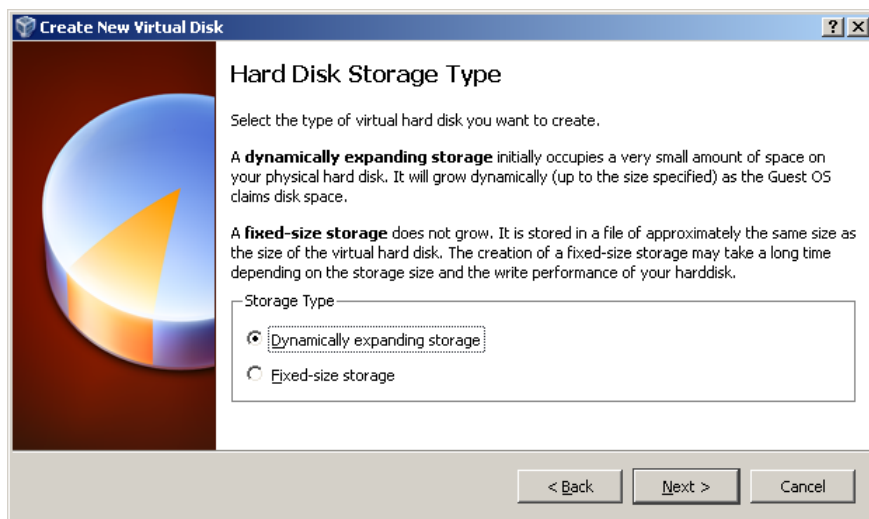 Create New Virtual Disk
Hard Disk Storage Type
Select the type of virtual hard disk you want to create.
A dynamically expanding storage initially occupies a very small amount of space on
your physical hard disk. It will grow dynamically (up to the size specified) as the Guest OS
claims disk space.
A fixed-size storage does not grow. It is stored in a file of approximately the same size as
the size of the virtual hard disk. The creation of a fixed-size storage may take a long time
depending on the storage size and the write performance of your harddisk.
Storage Type
Dynamically expanding storage
Fixed-size storage
< Back Next > Cancel